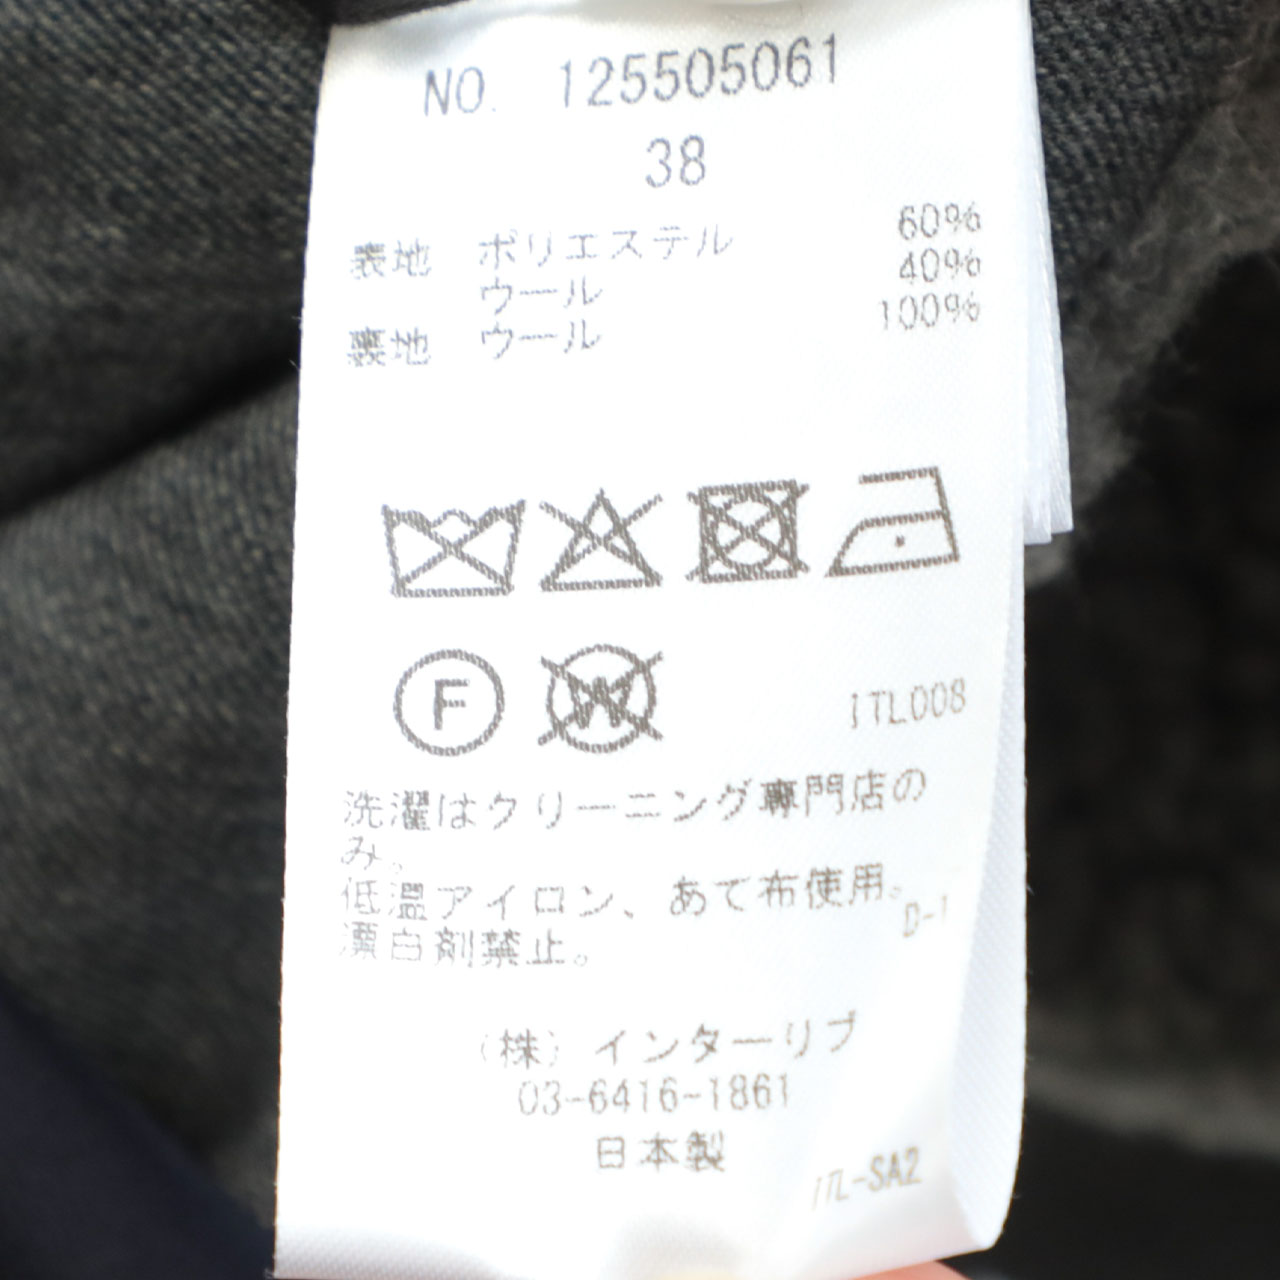 NO. 125505061
38
表地 ポリエステル 60%
ウール 40%
裏地 ウール 100%
F W
ITL008
洗濯はクリーニング専門店の
み。
低温アイロン、あて布使用。
漂白剤禁止。
D-1
(株)インターリブ
03-6416-1861
日本製
ITL-SA2